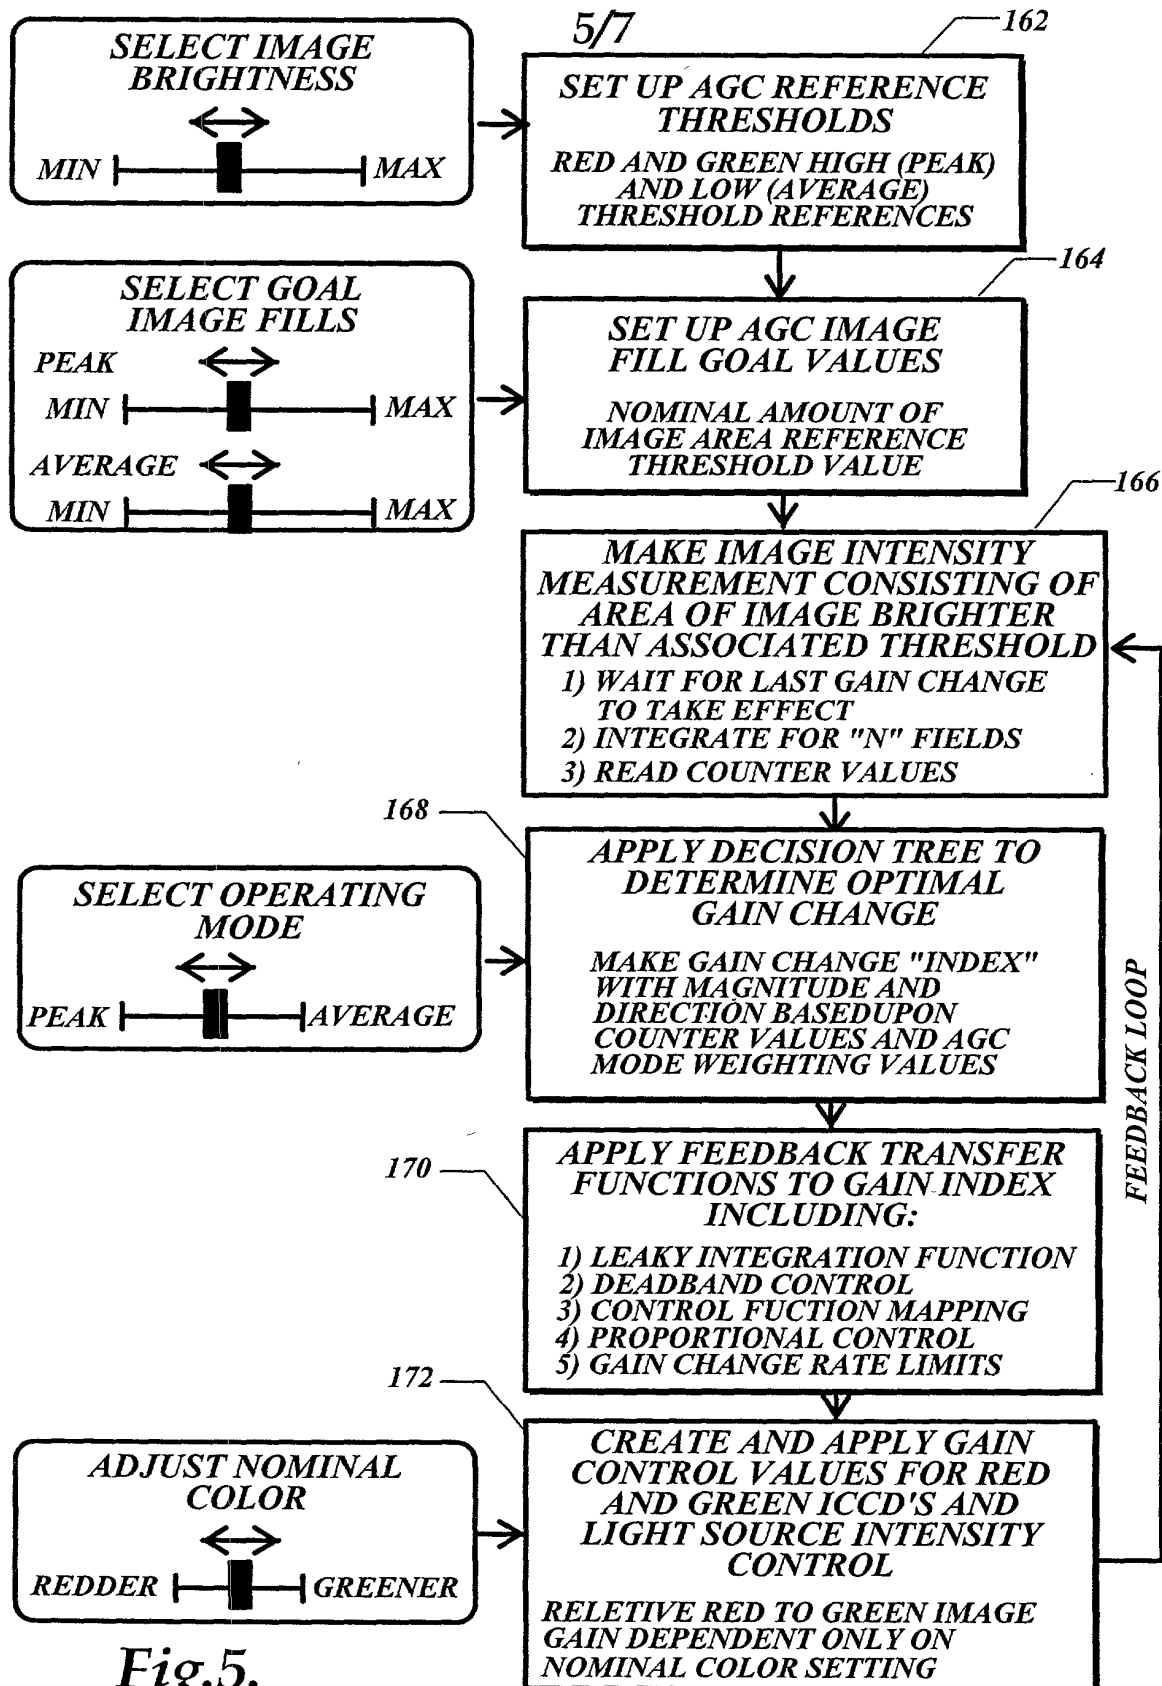 5/7
162
SELECT IMAGE
BRIGHTNESS
MIN
MAX
SET UP AGC REFERENCE
THRESHOLDS
RED AND GREEN HIGH (PEAK)
AND LOW (AVERAGE)
THRESHOLD REFERENCES
164
SELECT GOAL
IMAGE FILLS
PEAK
MIN
MAX
AVERAGE
MIN
MAX
SET UP AGC IMAGE
FILL GOAL VALUES
NOMINAL AMOUNT OF
IMAGE AREA REFERENCE
THRESHOLD VALUE
166
MAKE IMAGE INTENSITY
MEASUREMENT CONSISTING OF
AREA OF IMAGE BRIGHTER
THAN ASSOCIATED THRESHOLD
1) WAIT FOR LAST GAIN CHANGE
TO TAKE EFFECT
2) INTEGRATE FOR "N" FIELDS
3) READ COUNTER VALUES
168
SELECT OPERATING
MODE
PEAK
AVERAGE
APPLY DECISION TREE TO
DETERMINE OPTIMAL
GAIN CHANGE
MAKE GAIN CHANGE "INDEX"
WITH MAGNITUDE AND
DIRECTION BASED UPON
COUNTER VALUES AND AGC
MODE WEIGHTING VALUES
FEEDBACK LOOP
170
APPLY FEEDBACK TRANSFER
FUNCTIONS TO GAIN INDEX
INCLUDING:
1) LEAKY INTEGRATION FUNCTION
2) DEADBAND CONTROL
3) CONTROL FUCTION MAPPING
4) PROPORTIONAL CONTROL
5) GAIN CHANGE RATE LIMITS
172
ADJUST NOMINAL
COLOR
REDDER
GREENER
CREATE AND APPLY GAIN
CONTROL VALUES FOR RED
AND GREEN ICCD'S AND
LIGHT SOURCE INTENSITY
CONTROL
RELETIVE RED TO GREEN IMAGE
GAIN DEPENDENT ONLY ON
NOMINAL COLOR SETTING
Fig.5.